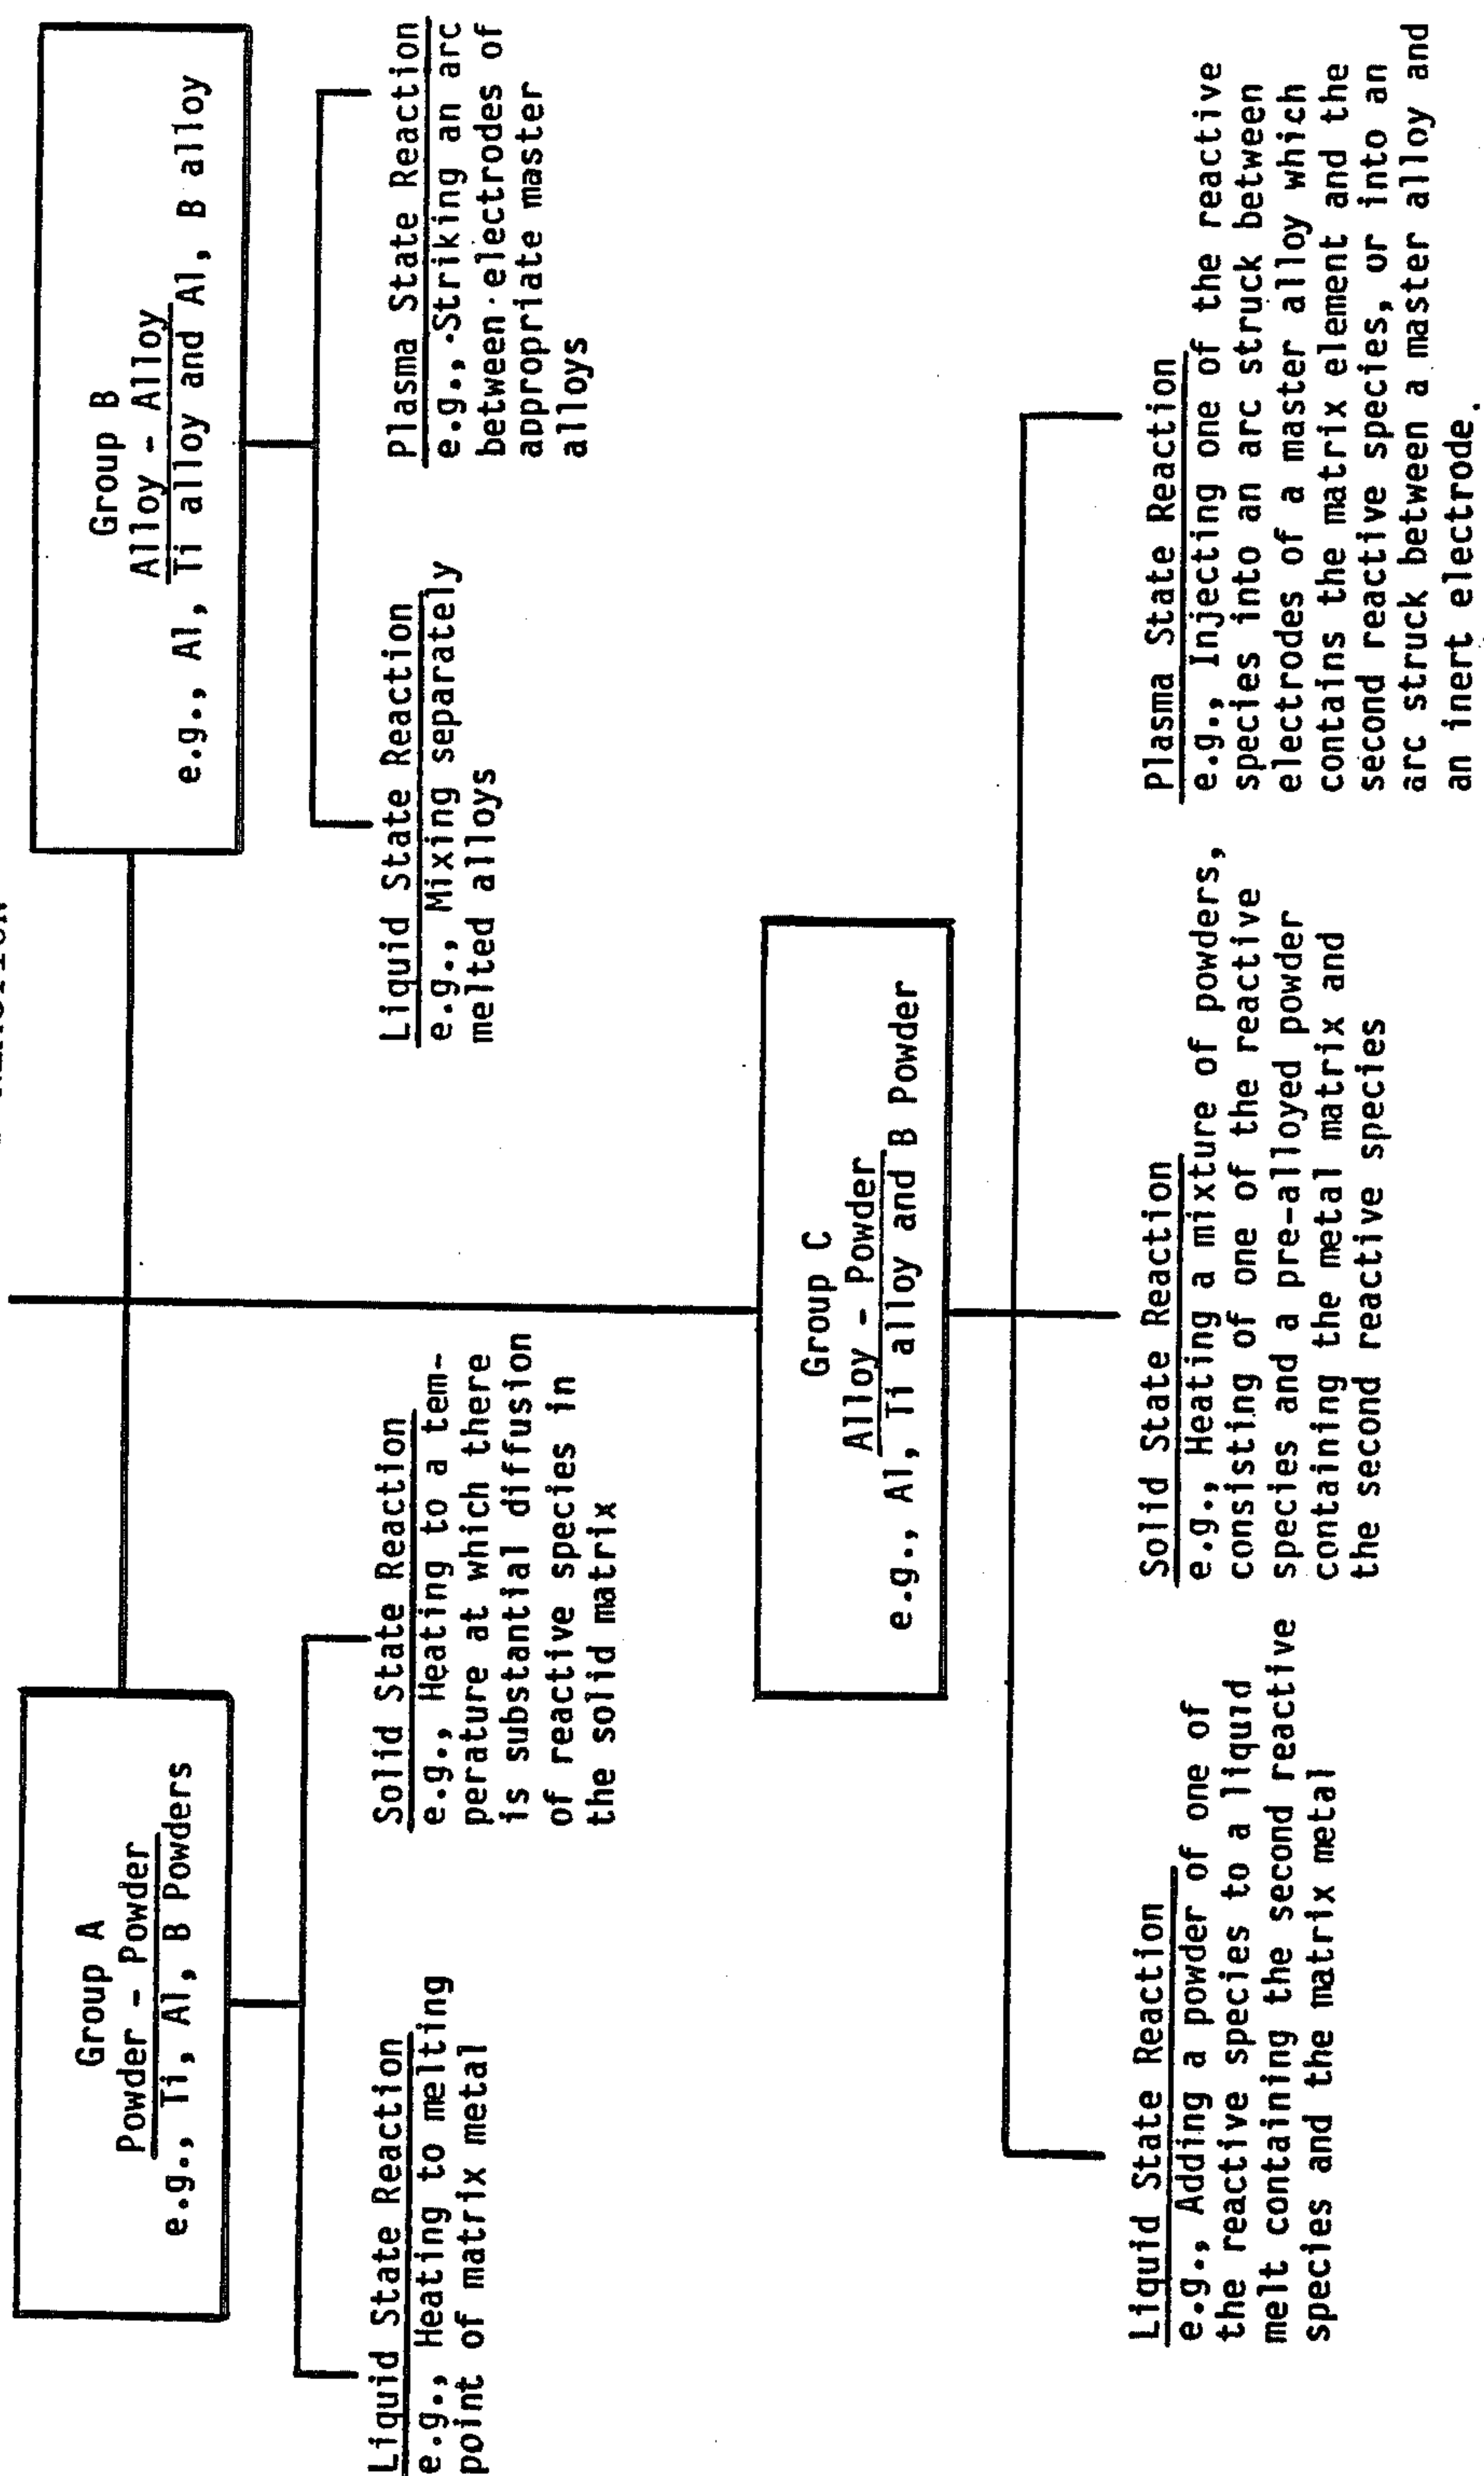 Group A
Powder - Powder
e.g., Ti, Al, B Powders
Liquid State Reaction
e.g., Heating to melting
point of matrix metal
Solid State Reaction
e.g., Heating to a tem-
perature at which there
is substantial diffusion
of reactive species in
the solid matrix
Group B
Alloy - Alloy
e.g., Al, Ti alloy and Al, B alloy
Liquid State Reaction
e.g., Mixing separately
melted alloys
Plasma State Reaction
e.g., Striking an arc
between electrodes of
appropriate master
alloys
Group C
Alloy - Powder
e.g., Al, Ti alloy and B Powder
Liquid State Reaction
e.g., Adding a powder of one of
the reactive species to a liquid
melt containing the second reactive
species and the matrix metal
Solid State Reaction
e.g., Heating a mixture of powders,
consisting of one of the reactive
species and a pre-alloyed powder
containing the metal matrix and
the second reactive species
Plasma State Reaction
e.g., Injecting one of the reactive
species into an arc struck between
electrodes of a master alloy which
contains the matrix element and the
second reactive species, or into an
arc struck between a master alloy and
an inert electrode.